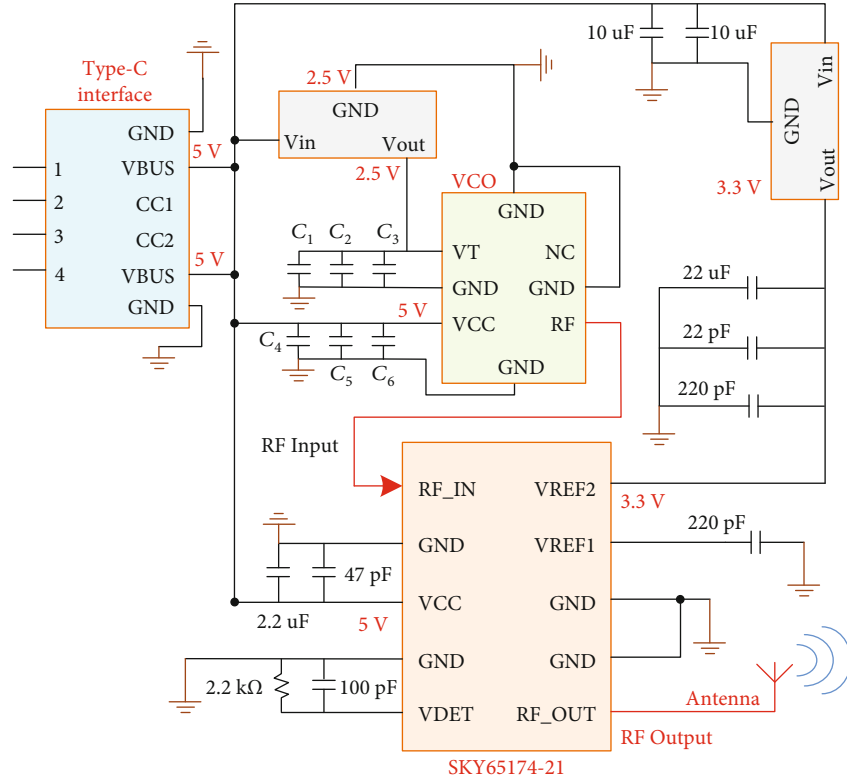 10 uF
10 uF
Type-C
interface
2.5 V
GND
Vin
GND
Vout
GND
5 V
Vin
Vout
1
VBUS
2.5 V
VCO
3.3 V
2
CC1
GND
C1
C2
C3
3
CC2
VT
NC
5 V
22 uF
4
VBUS
GND
GND
GND
5 V
VCC
RF
C4
22 pF
C5
C6
GND
220 pF
RF Input
RF_IN
VREF2
3.3 V
220 pF
GND
VREF1
47 pF
2.2 uF
5 V
VCC
GND
GND
GND
2.2 kΩ
100 pF
Antenna
VDET
RF_OUT
RF Output
SKY65174-21